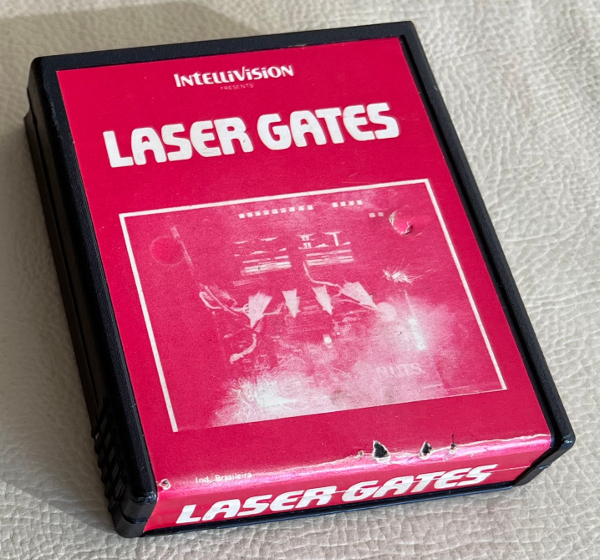 INTELLIVISION
PRESENTS
LASER GATES
Ind. Brasileira
LASER GATES